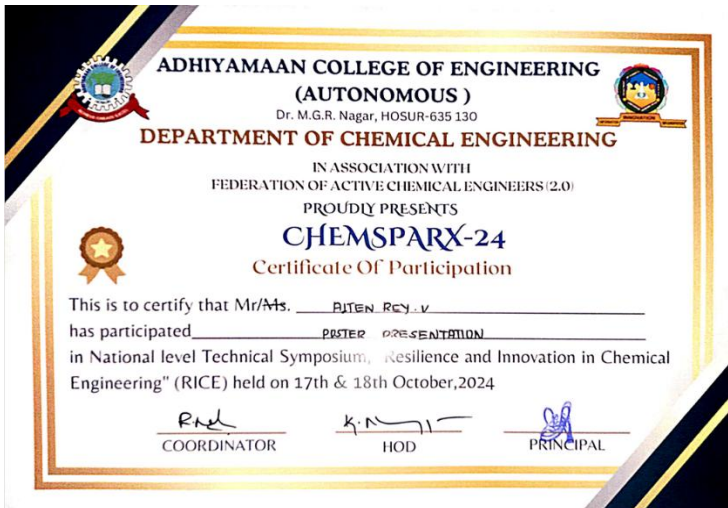 ADHIYAMAAN COLLEGE OF ENGINEERING
(AUTONOMOUS )
Dr. M.G.R. Nagar, HOSUR-635 130
DEPARTMENT OF CHEMICAL ENGINEERING
IN ASSOCIATION WITH
FEDERATION OF ACTIVE CHEMICAL ENGINEERS (2.0)
PROUDLY PRESENTS
CHEMSPARX-24
Certificate Of Participation
This is to certify that Mr/Ms. REY. V
has participated POSTER PRESENTATION
in National level Technical Symposium, Resilience and Innovation in Chemical
Engineering" (RICE) held on 17th & 18th October,2024
COORDINATOR
HOD
PRINCIPAL
INNOVATION